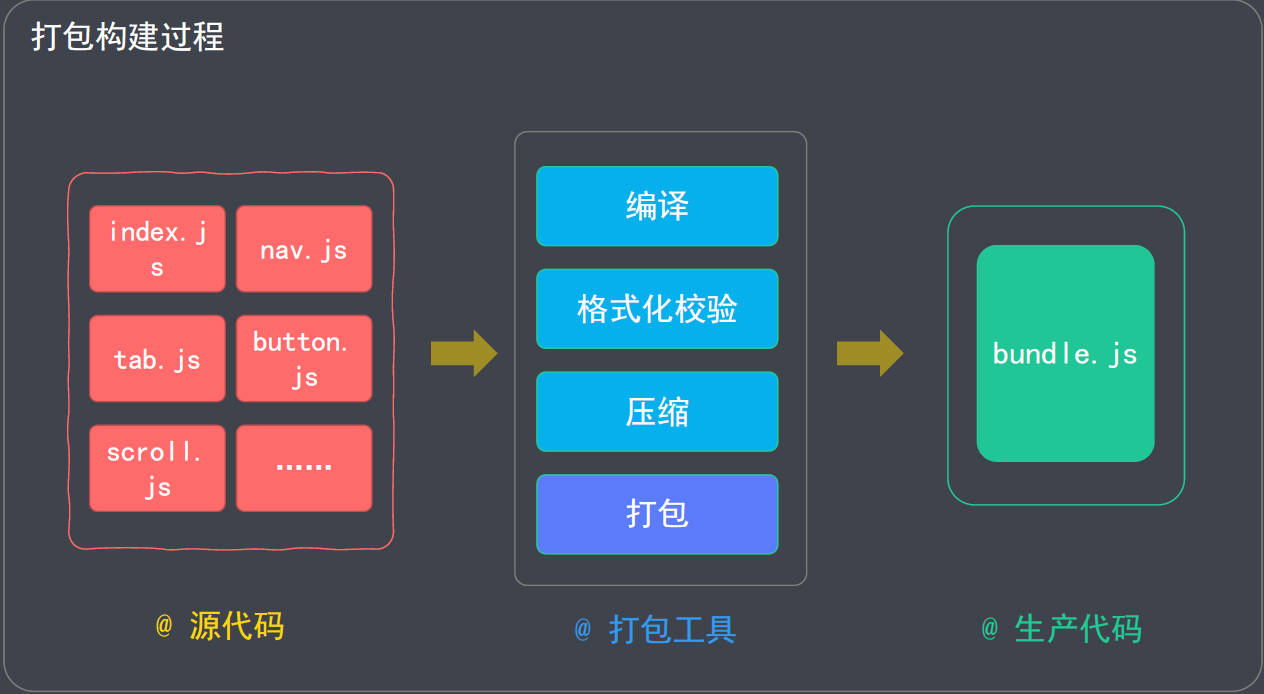 打包构建过程
index.j
s
nav.js
tab.js
button.
js
scroll.
js
……
编译
格式化校验
压缩
打包
bundle.js
@ 源代码
@ 打包工具
@ 生产代码